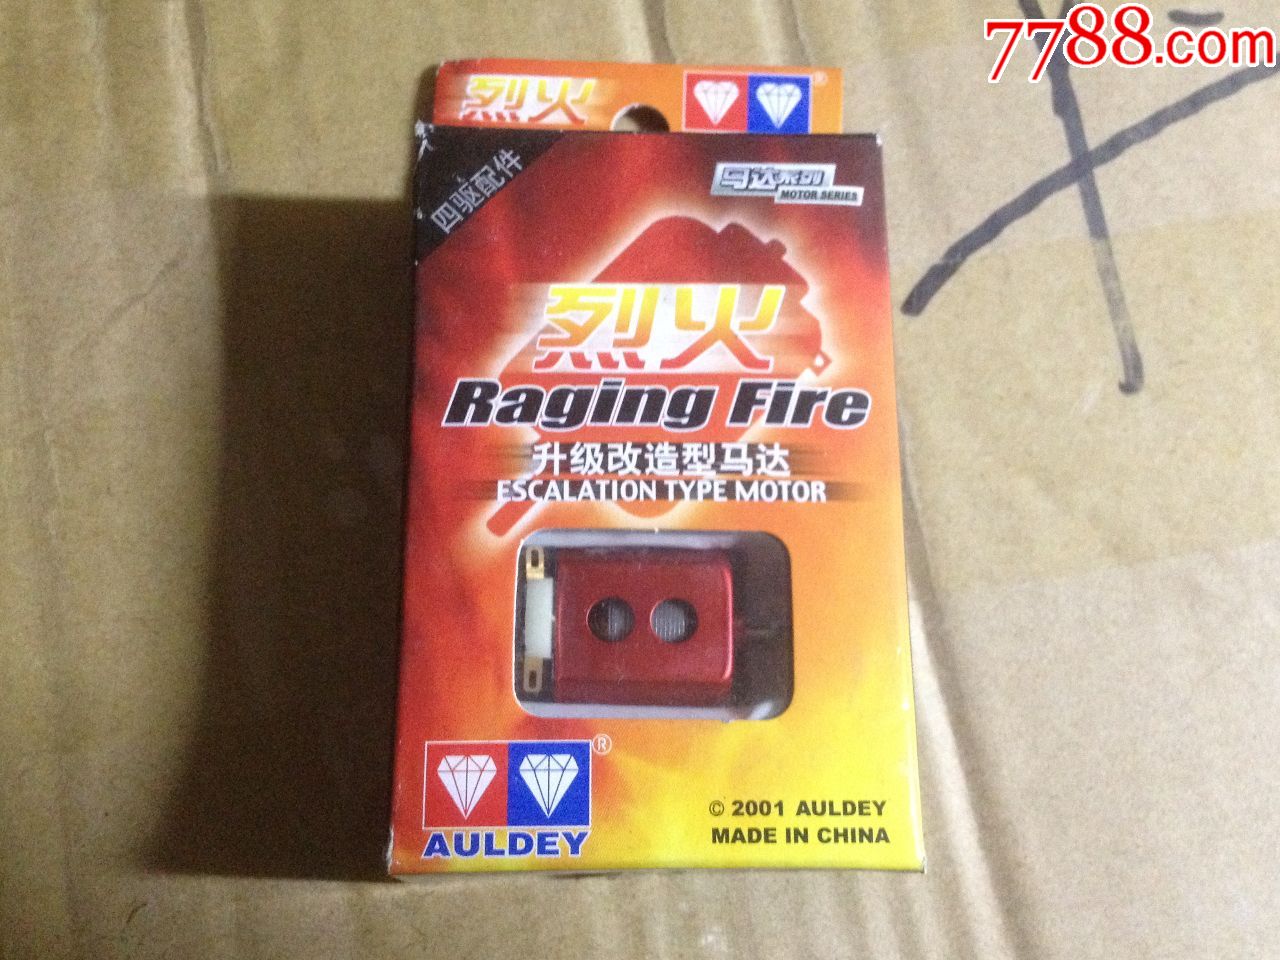 7788.com
烈火
®
四驱配件
马达系列
MOTOR SERIES
烈火
Raging Fire
升级改造型马达
ESCALATION TYPE MOTOR
®
AULDEY
© 2001 AULDEY
MADE IN CHINA